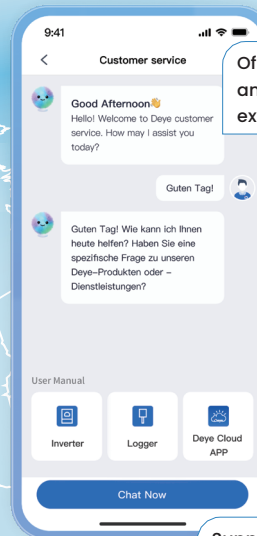 9:41
Customer service
Of
an
ex
Good Afternoon👋
Hello! Welcome to Deye customer
service. How may I assist you
today?
Guten Tag!
Guten Tag! Wie kann ich Ihnen
heute helfen? Haben Sie eine
spezifische Frage zu unseren
Deye-Produkten oder -
Dienstleistungen?
User Manual
Inverter
Logger
Deye Cloud
APP
Chat Now